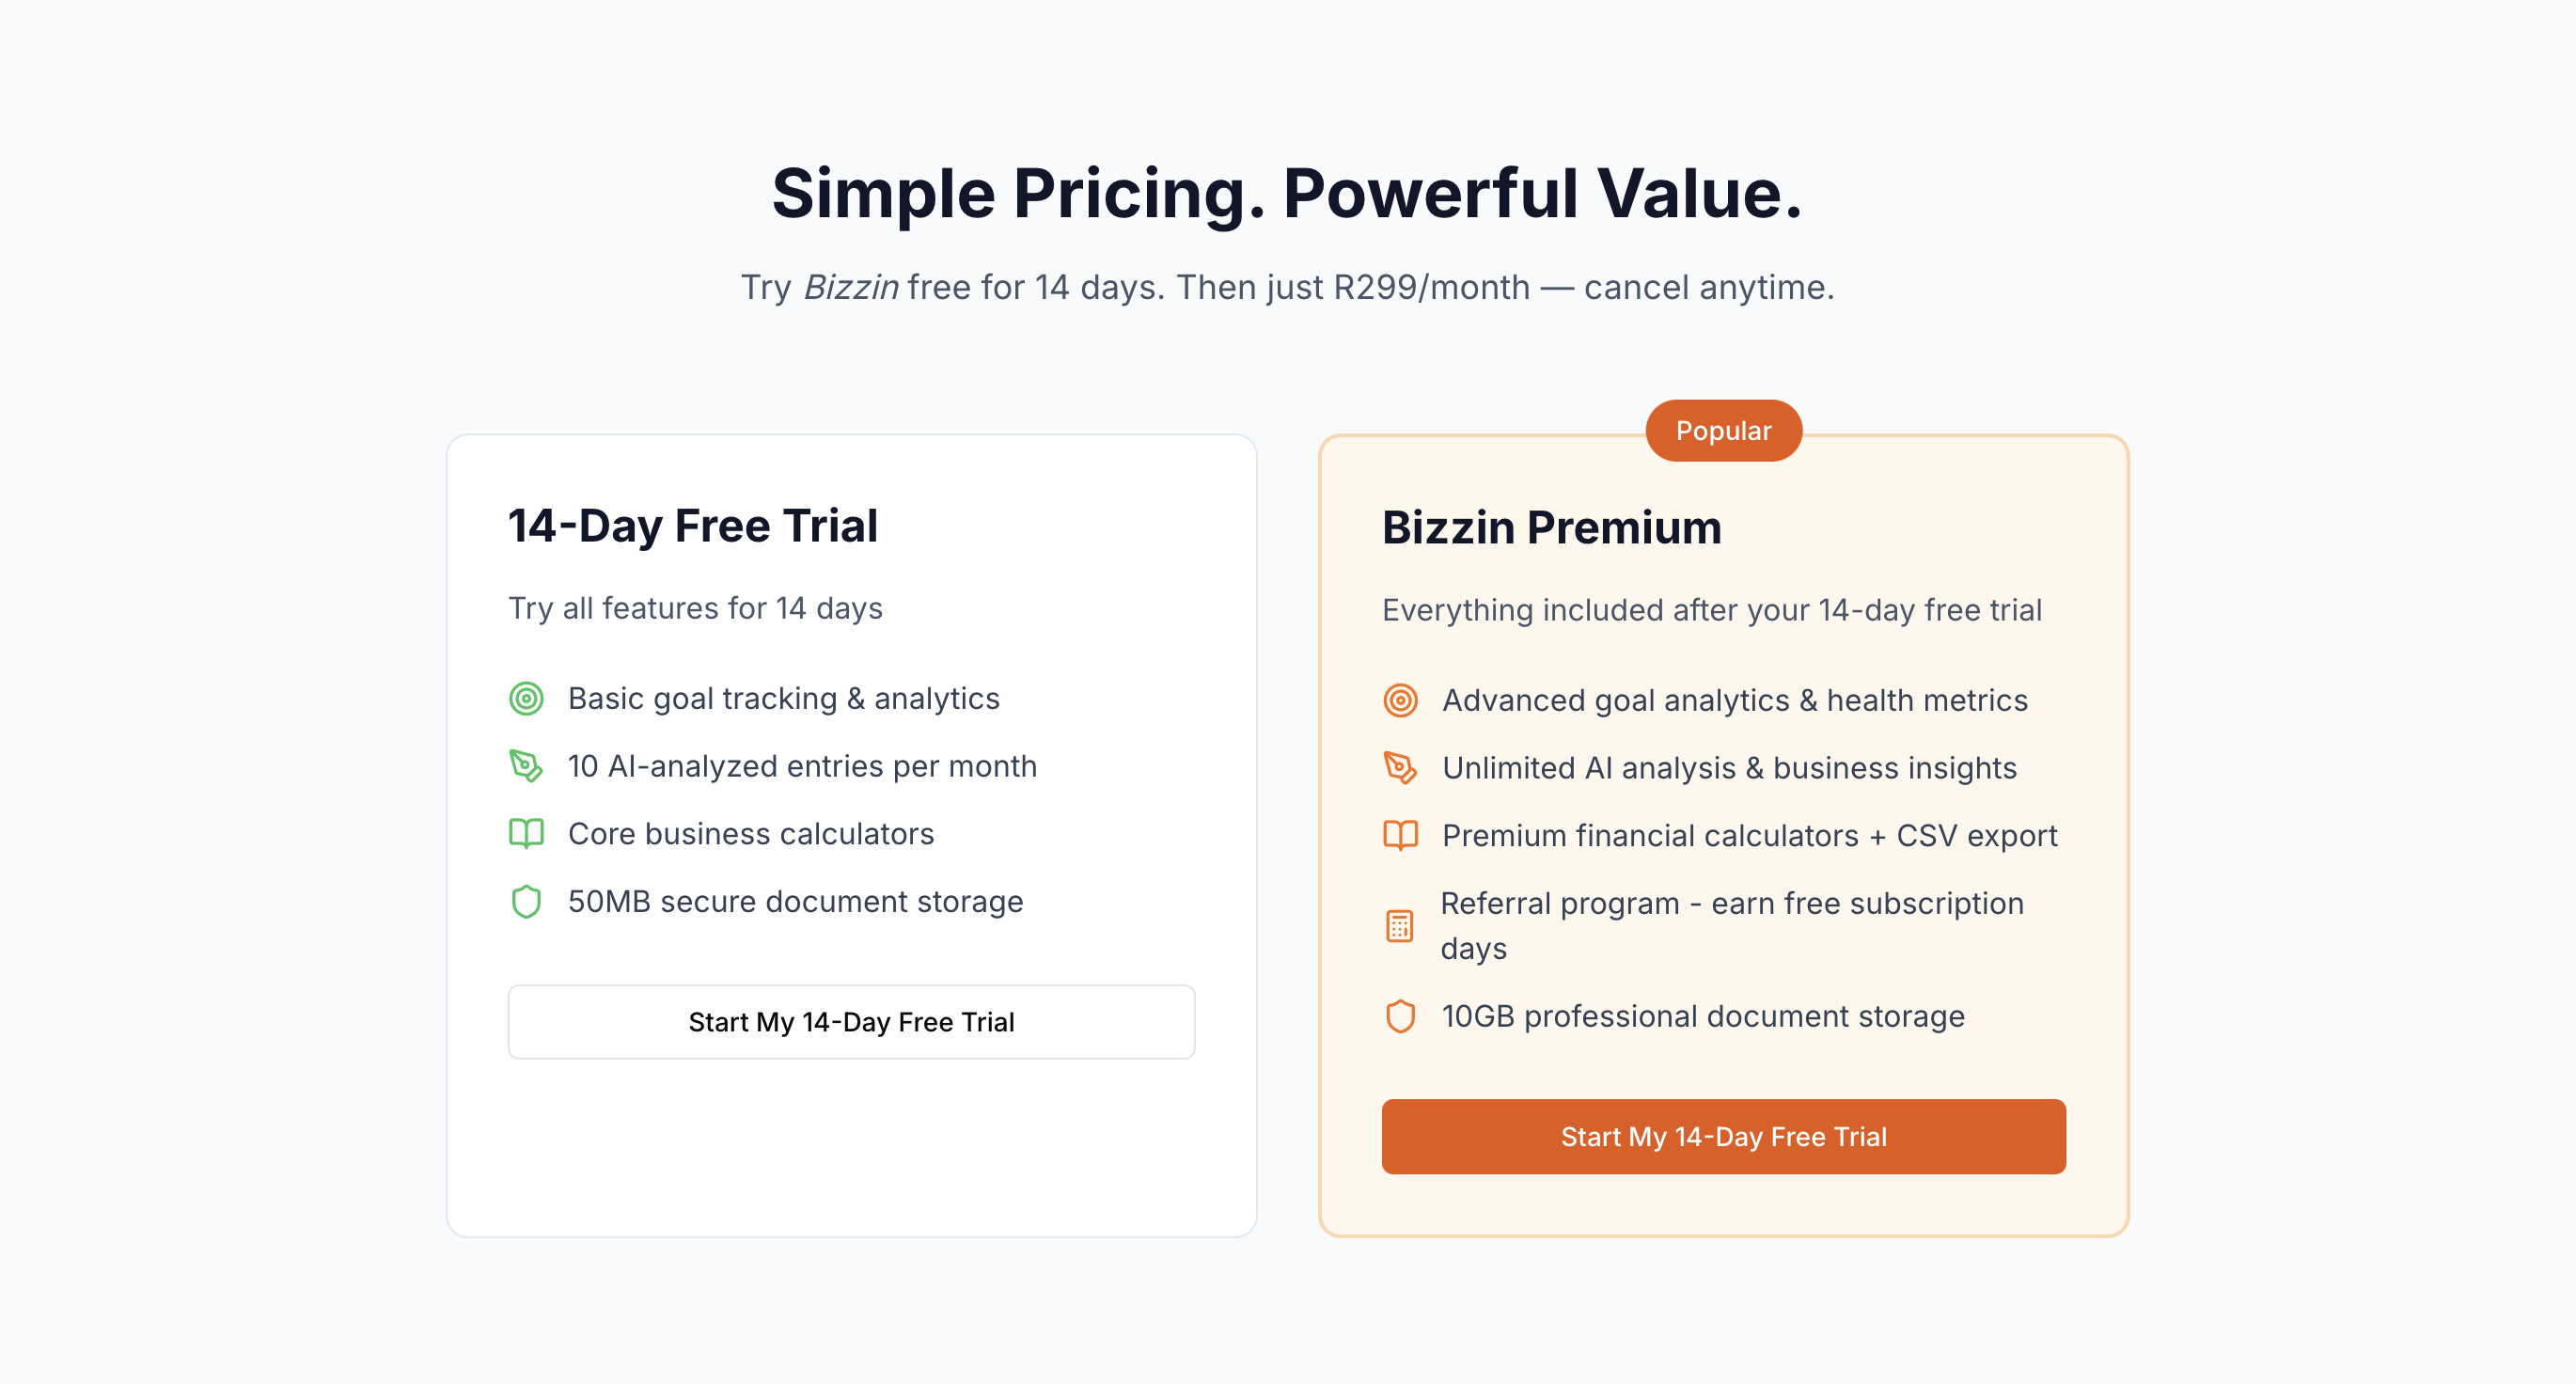 Simple Pricing. Powerful Value.
Try Bizzin free for 14 days. Then just R299/month — cancel anytime.
14-Day Free Trial
Try all features for 14 days
Basic goal tracking & analytics
10 AI-analyzed entries per month
Core business calculators
50MB secure document storage
Start My 14-Day Free Trial
Popular
Bizzin Premium
Everything included after your 14-day free trial
Advanced goal analytics & health metrics
Unlimited AI analysis & business insights
Premium financial calculators + CSV export
Referral program - earn free subscription
days
10GB professional document storage
Start My 14-Day Free Trial